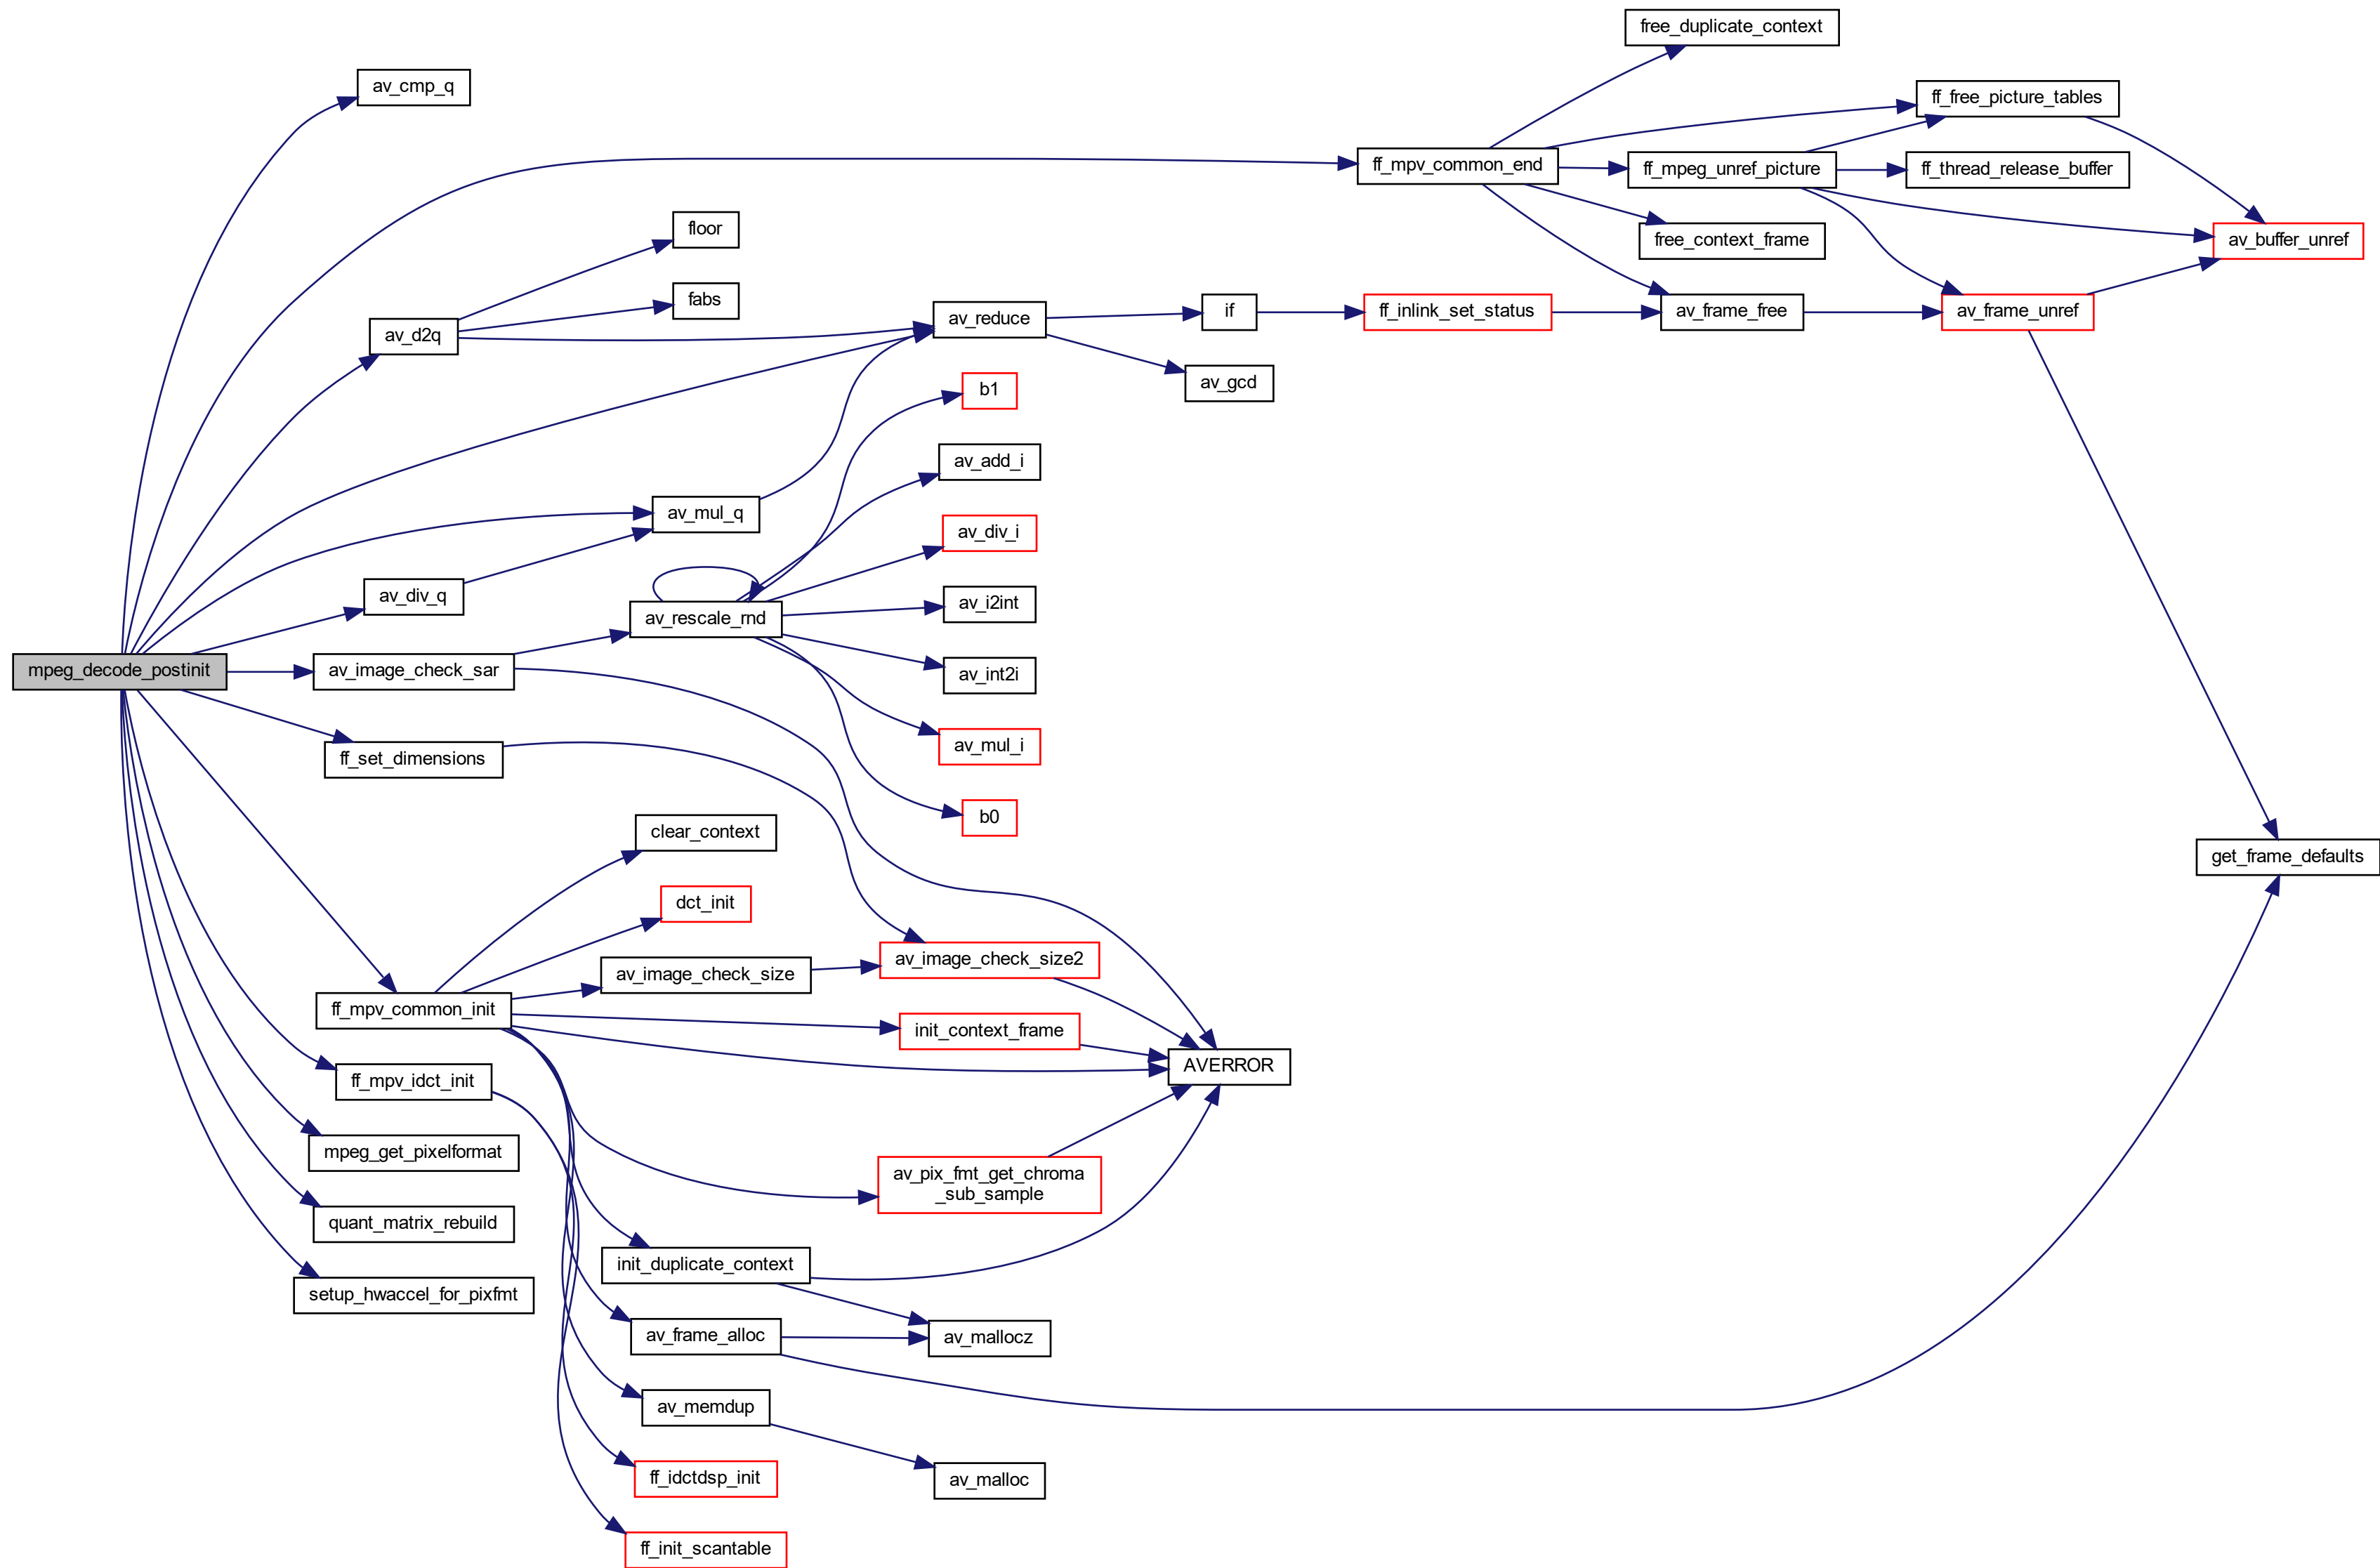 free_duplicate_context
av_cmp_q
ff_free_picture_tables
ff_mpv_common_end
ff_mpeg_unref_picture
ff_thread_release_buffer
floor
free_context_frame
av_buffer_unref
fabs
av_d2q
av_reduce
if
ff_inlink_set_status
av_frame_free
av_frame_unref
b1
av_gcd
av_add_i
av_mul_q
av_div_i
av_div_q
av_i2int
av_rescale_rnd
mpeg_decode_postinit
av_image_check_sar
av_int2i
ff_set_dimensions
av_mul_i
b0
clear_context
get_frame_defaults
dct_init
av_image_check_size
av_image_check_size2
ff_mpv_common_init
init_context_frame
AVERROR
ff_mpv_idct_init
mpeg_get_pixelformat
av_pix_fmt_get_chroma
_sub_sample
quant_matrix_rebuild
init_duplicate_context
setup_hwaccel_for_pixfmt
av_frame_alloc
av_mallocz
av_memdup
ff_idctdsp_init
av_malloc
ff_init_scantable